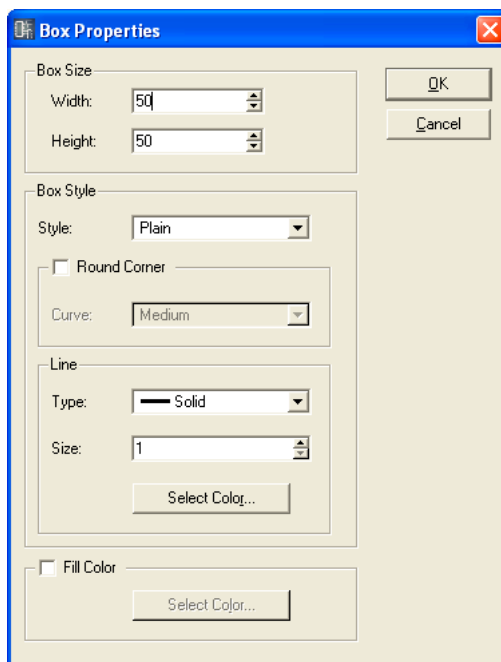 Box Properties
Box Size
Width: 50
Height: 50
OK
Cancel
Box Style
Style: Plain
Round Corner
Curve: Medium
Line
Type: Solid
Size: 1
Select Color...
Fill Color
Select Color...